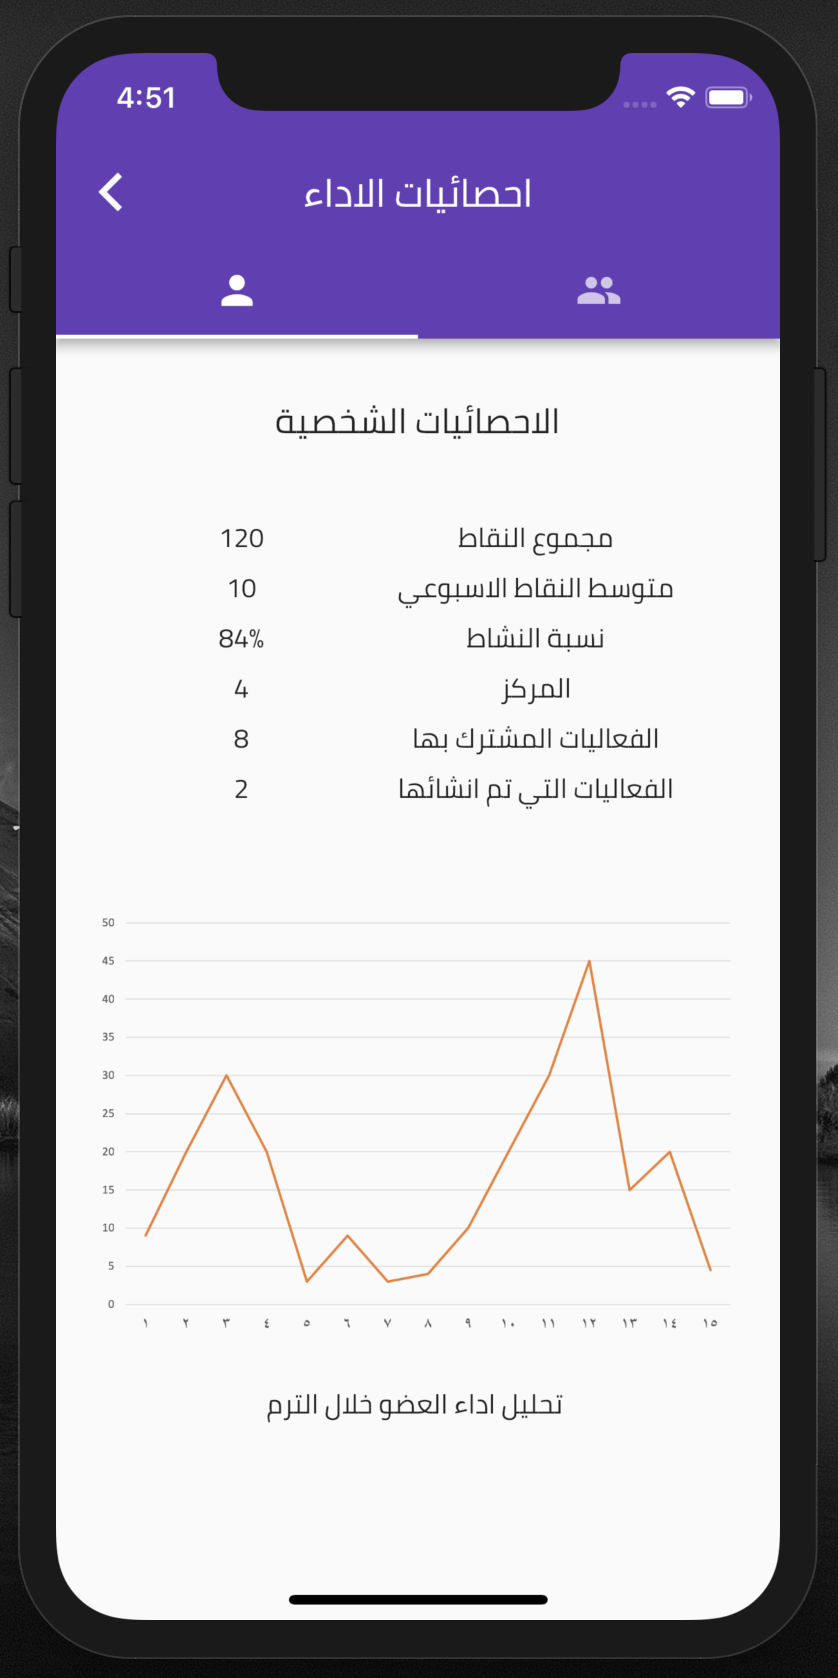 4:51
احصائيات الاداء
الاحصائيات الشخصية
مجموع النقاط 120
متوسط النقاط الاسبوعي 10
نسبة النشاط 84%
المركز 4
الفعاليات المشترك بها 8
الفعاليات التي تم انشائها 2
50
45
40
35
30
25
20
15
10
5
0
١ ٢ ٣ ٤ ٥ ٦ ٧ ٨ ٩ ١٠ ١١ ١٢ ١٣ ١٤ ١٥
تحليل اداء العضو خلال الترم